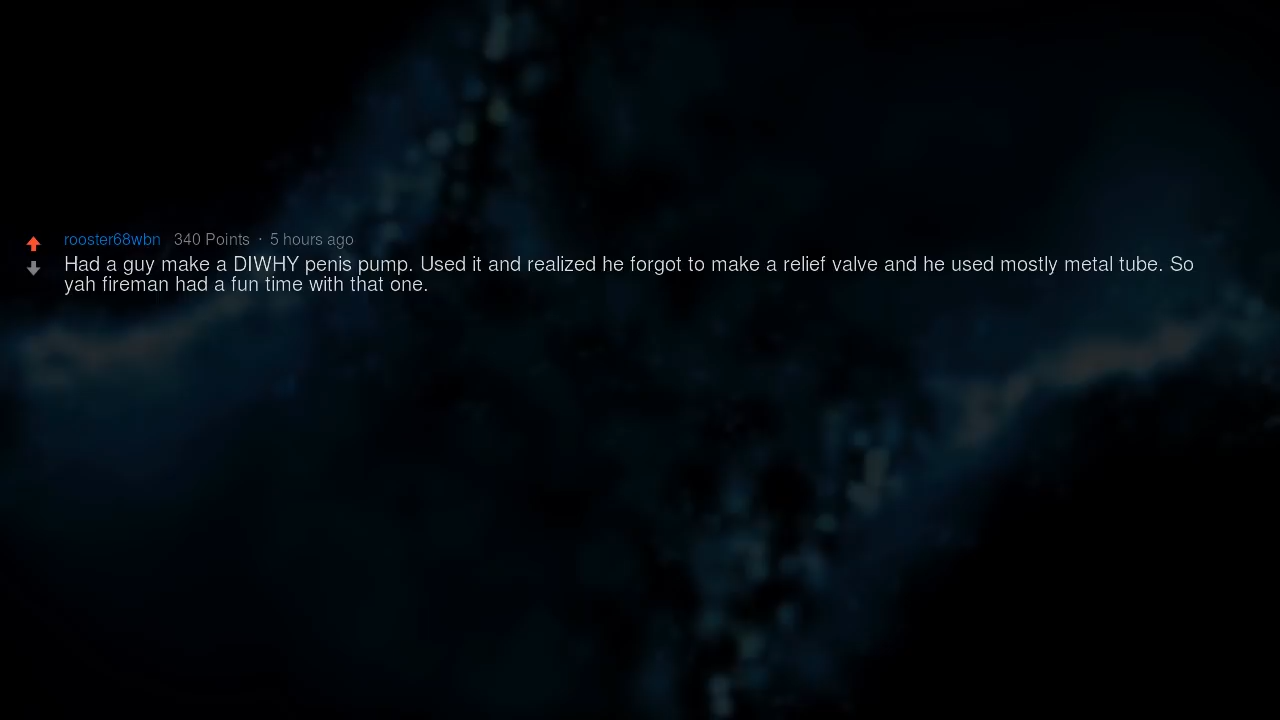 rooster68wbn 340 Points · 5 hours ago
Had a guy make a DIWHY penis pump. Used it and realized he forgot to make a relief valve and he used mostly metal tube. So
yah fireman had a fun time with that one.